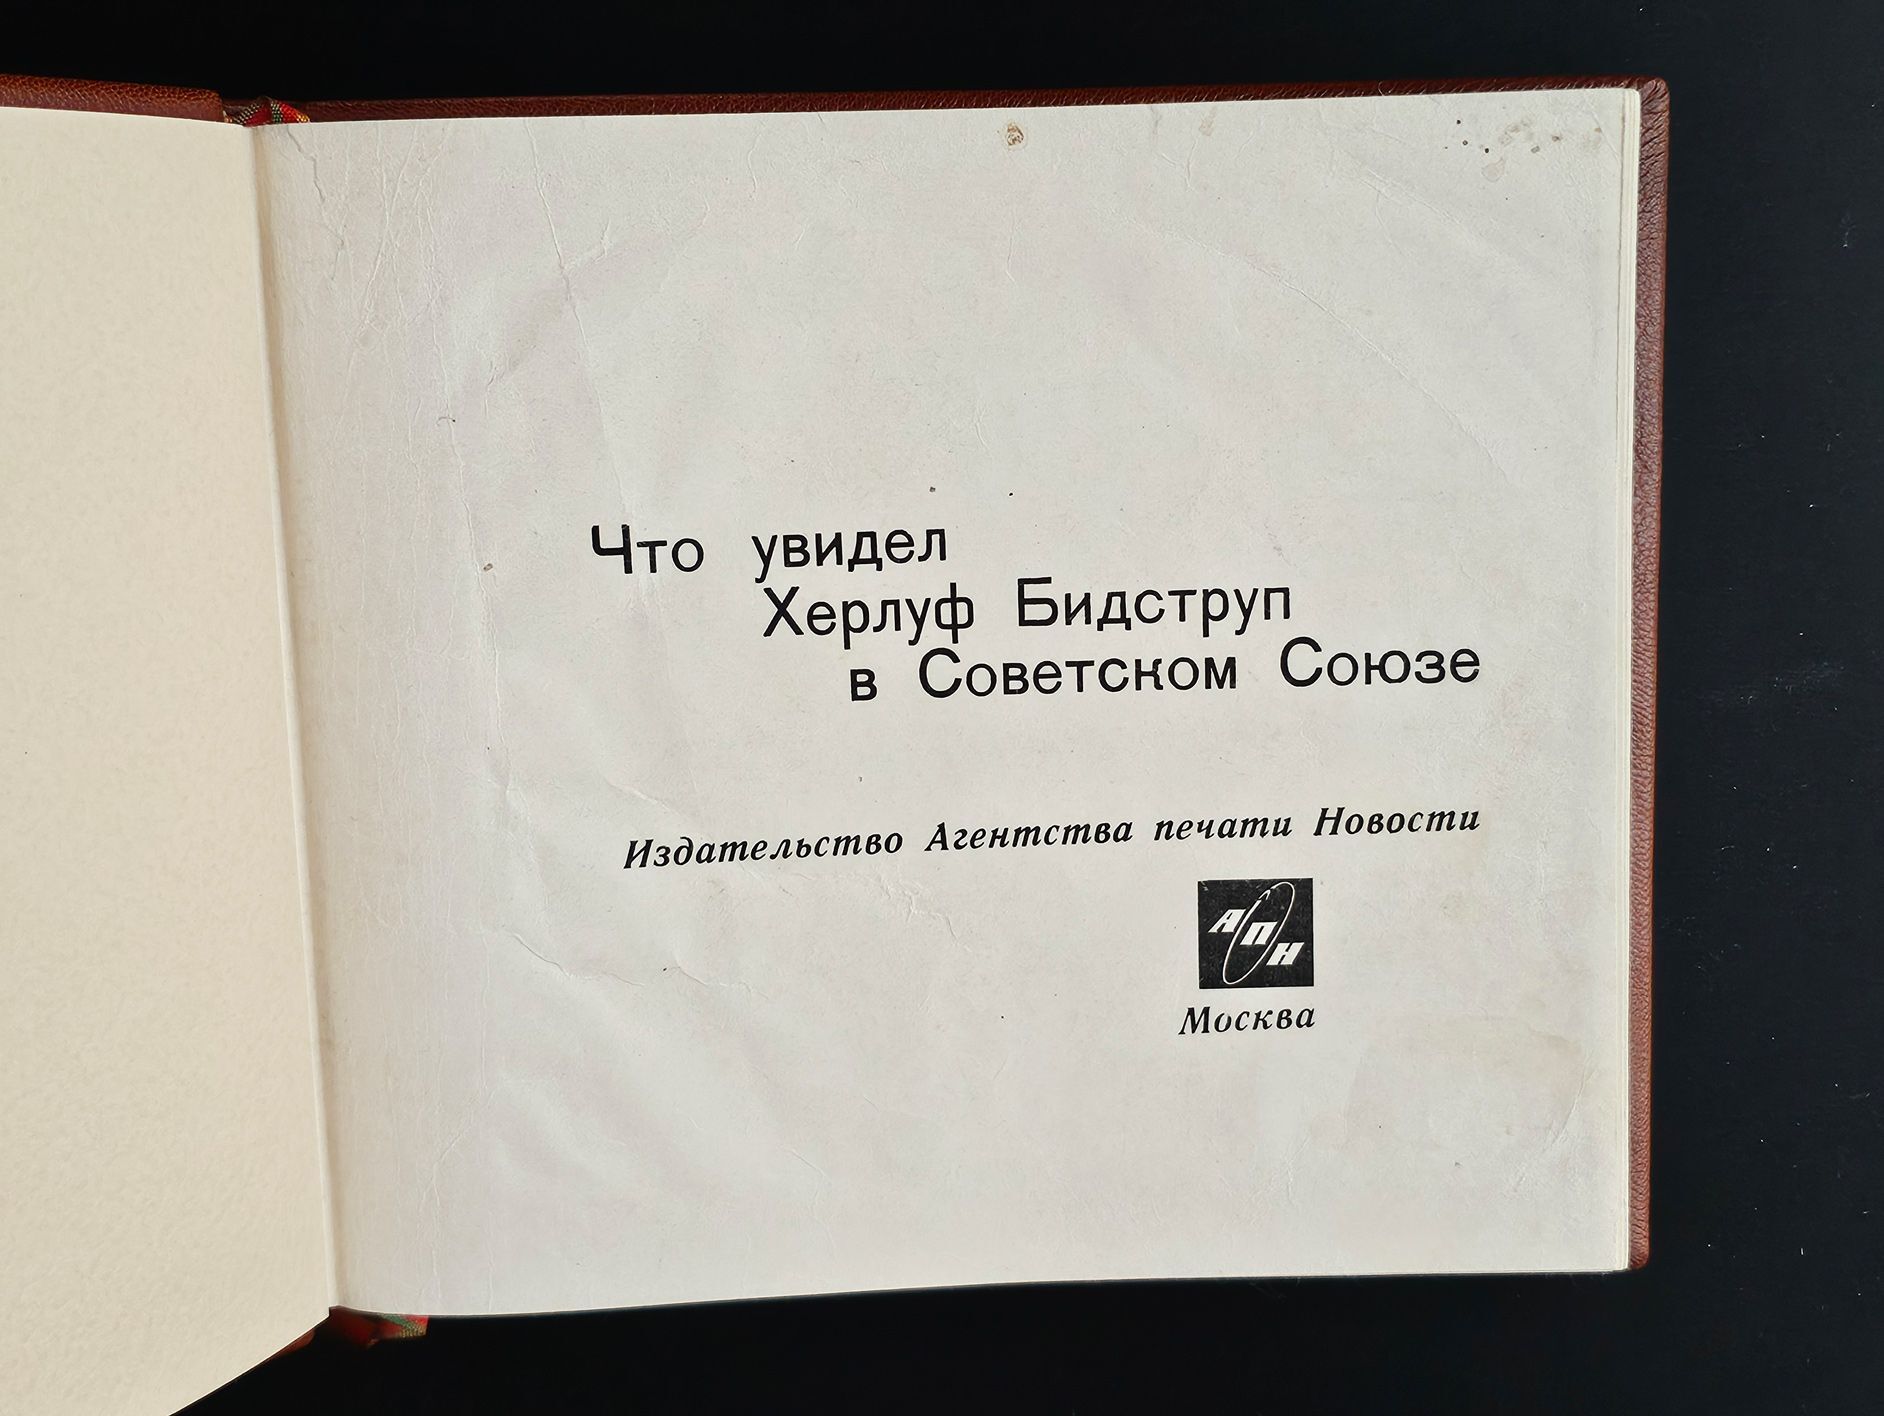 Что увидел
Херлуф Бидструп
в Советском Союзе
Издательство Агентства печати Новости
АПН
Москва